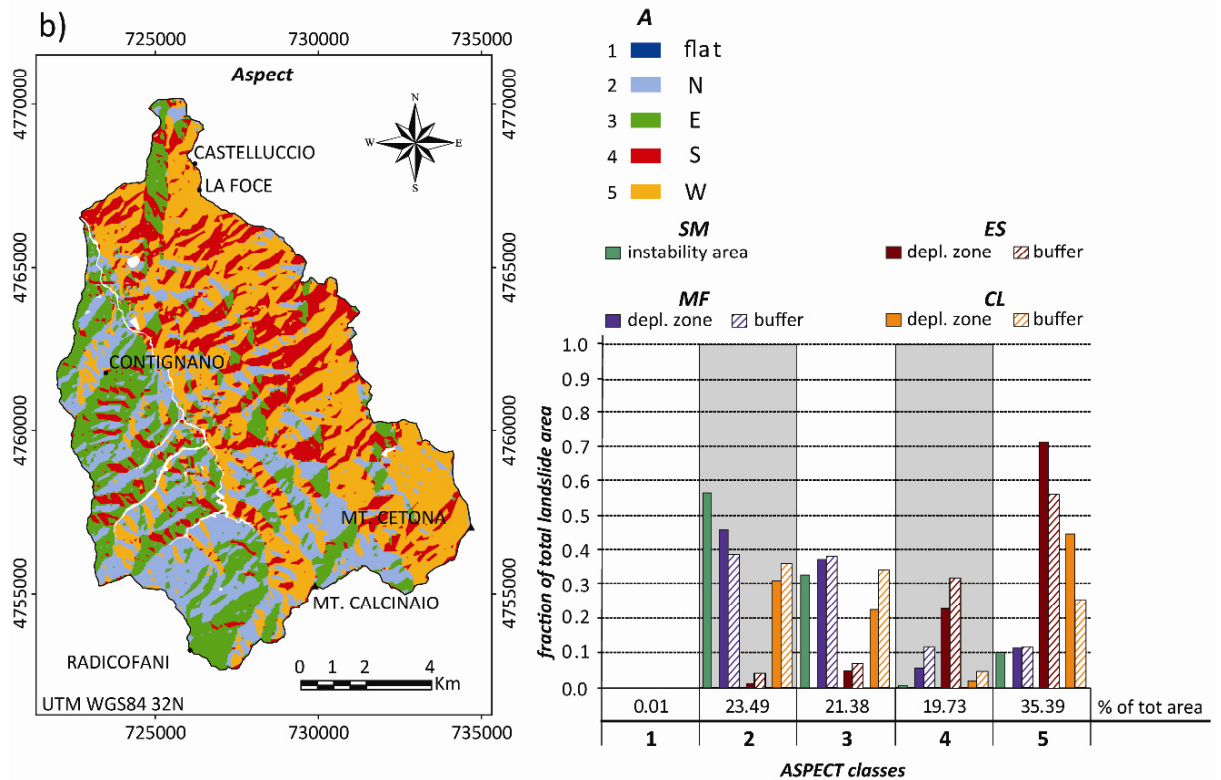 b)
725000 730000 735000
Aspect
N
W E
S
4770000 4770000
4765000 4765000
4760000 4760000
4755000 4755000
CASTELLUCCIO
LA FOCE
CONTIGNANO
MT. CETONA
MT. CALCINAIO
RADICOFANI
0 1 2 4
Km
UTM WGS84 32N
725000 730000 735000
A
1 flat
2 N
3 E
4 S
5 W
SM ES
instability area depl. zone buffer
MF CL
depl. zone buffer depl. zone buffer
fraction of total landslide area
1.0
0.9
0.8
0.7
0.6
0.5
0.4
0.3
0.2
0.1
0.0
0.01 23.49 21.38 19.73 35.39 % of tot area
1 2 3 4 5
ASPECT classes